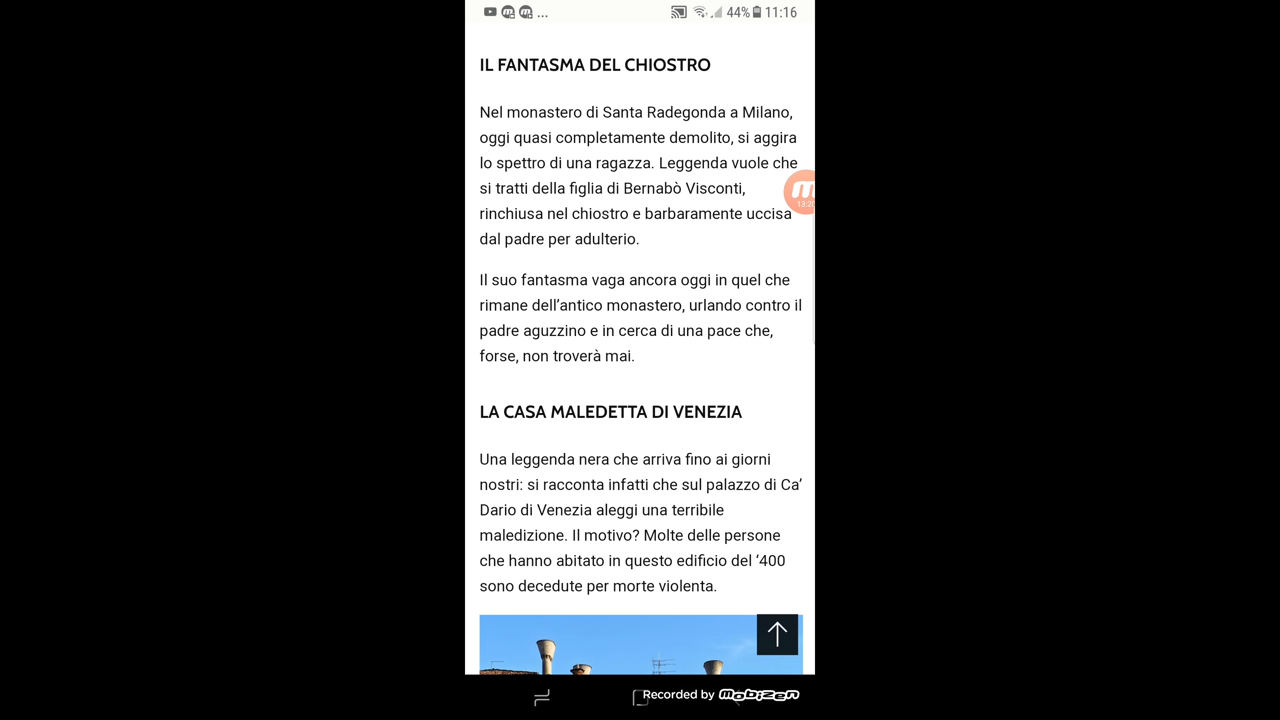 ... 44% 11:16
IL FANTASMA DEL CHIOSTRO
Nel monastero di Santa Radegonda a Milano,
oggi quasi completamente demolito, si aggira
lo spettro di una ragazza. Leggenda vuole che
si tratti della figlia di Bernabò Visconti,
rinchiusa nel chiostro e barbaramente uccisa
dal padre per adulterio.
Il suo fantasma vaga ancora oggi in quel che
rimane dell’antico monastero, urlando contro il
padre aguzzino e in cerca di una pace che,
forse, non troverà mai.
LA CASA MALEDETTA DI VENEZIA
Una leggenda nera che arriva fino ai giorni
nostri: si racconta infatti che sul palazzo di Ca’
Dario di Venezia aleggi una terribile
maledizione. Il motivo? Molte delle persone
che hanno abitato in questo edificio del ‘400
sono decedute per morte violenta.
Recorded by mobizen